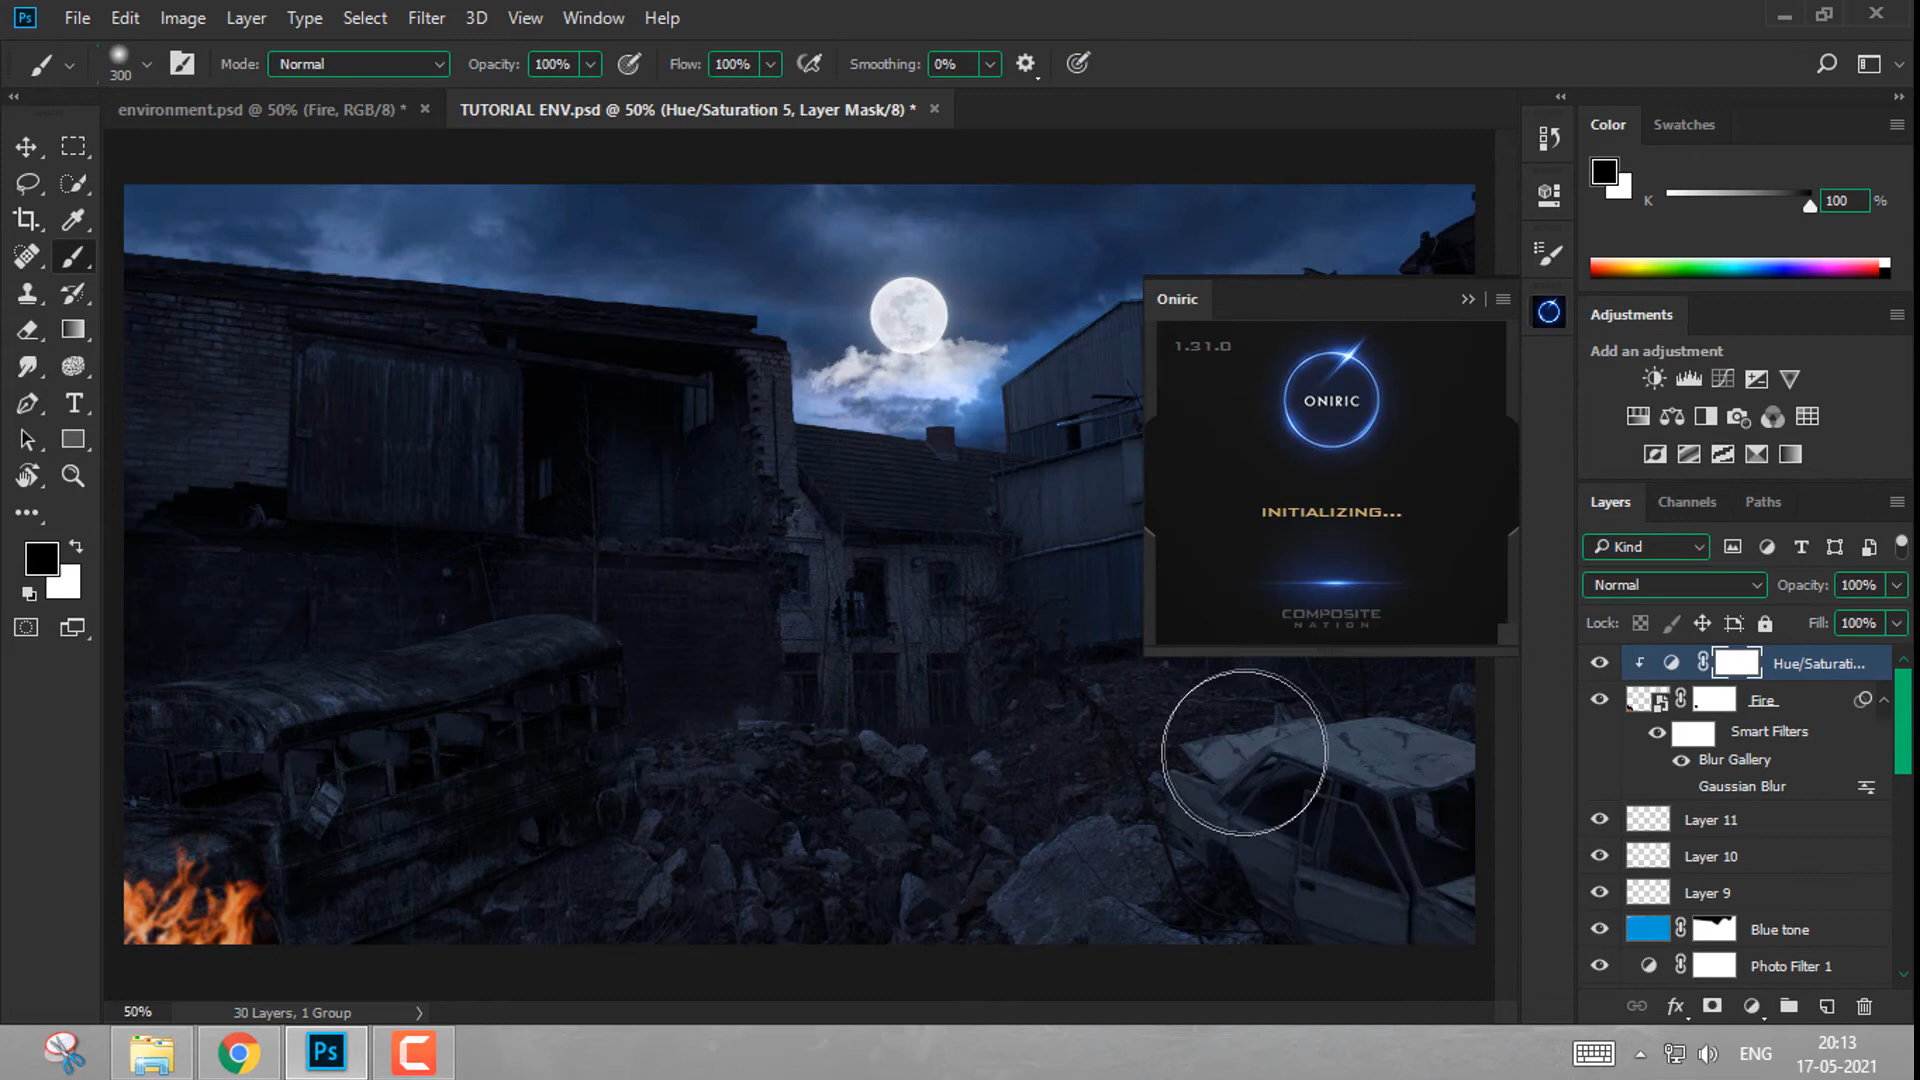 Ps File Edit Image Layer Type Select Filter 3D View Window Help
300 Mode: Normal Opacity: 100% Flow: 100% Smoothing: 0%
environment.psd @ 50% (Fire, RGB/8) * TUTORIAL ENV.psd @ 50% (Hue/Saturation 5, Layer Mask/8) *
Color Swatches
K 100 %
Oniric
1.31.0
ONIRIC
INITIALIZING...
COMPOSITE
NATION
Adjustments
Add an adjustment
Layers Channels Paths
Kind
Normal Opacity: 100%
Lock: Fill: 100%
Hue/Saturati...
Fire
Smart Filters
Blur Gallery
Gaussian Blur
Layer 11
Layer 10
Layer 9
Blue tone
Photo Filter 1
fx
50% 30 Layers, 1 Group
Ps ENG 20:13
17-05-2021